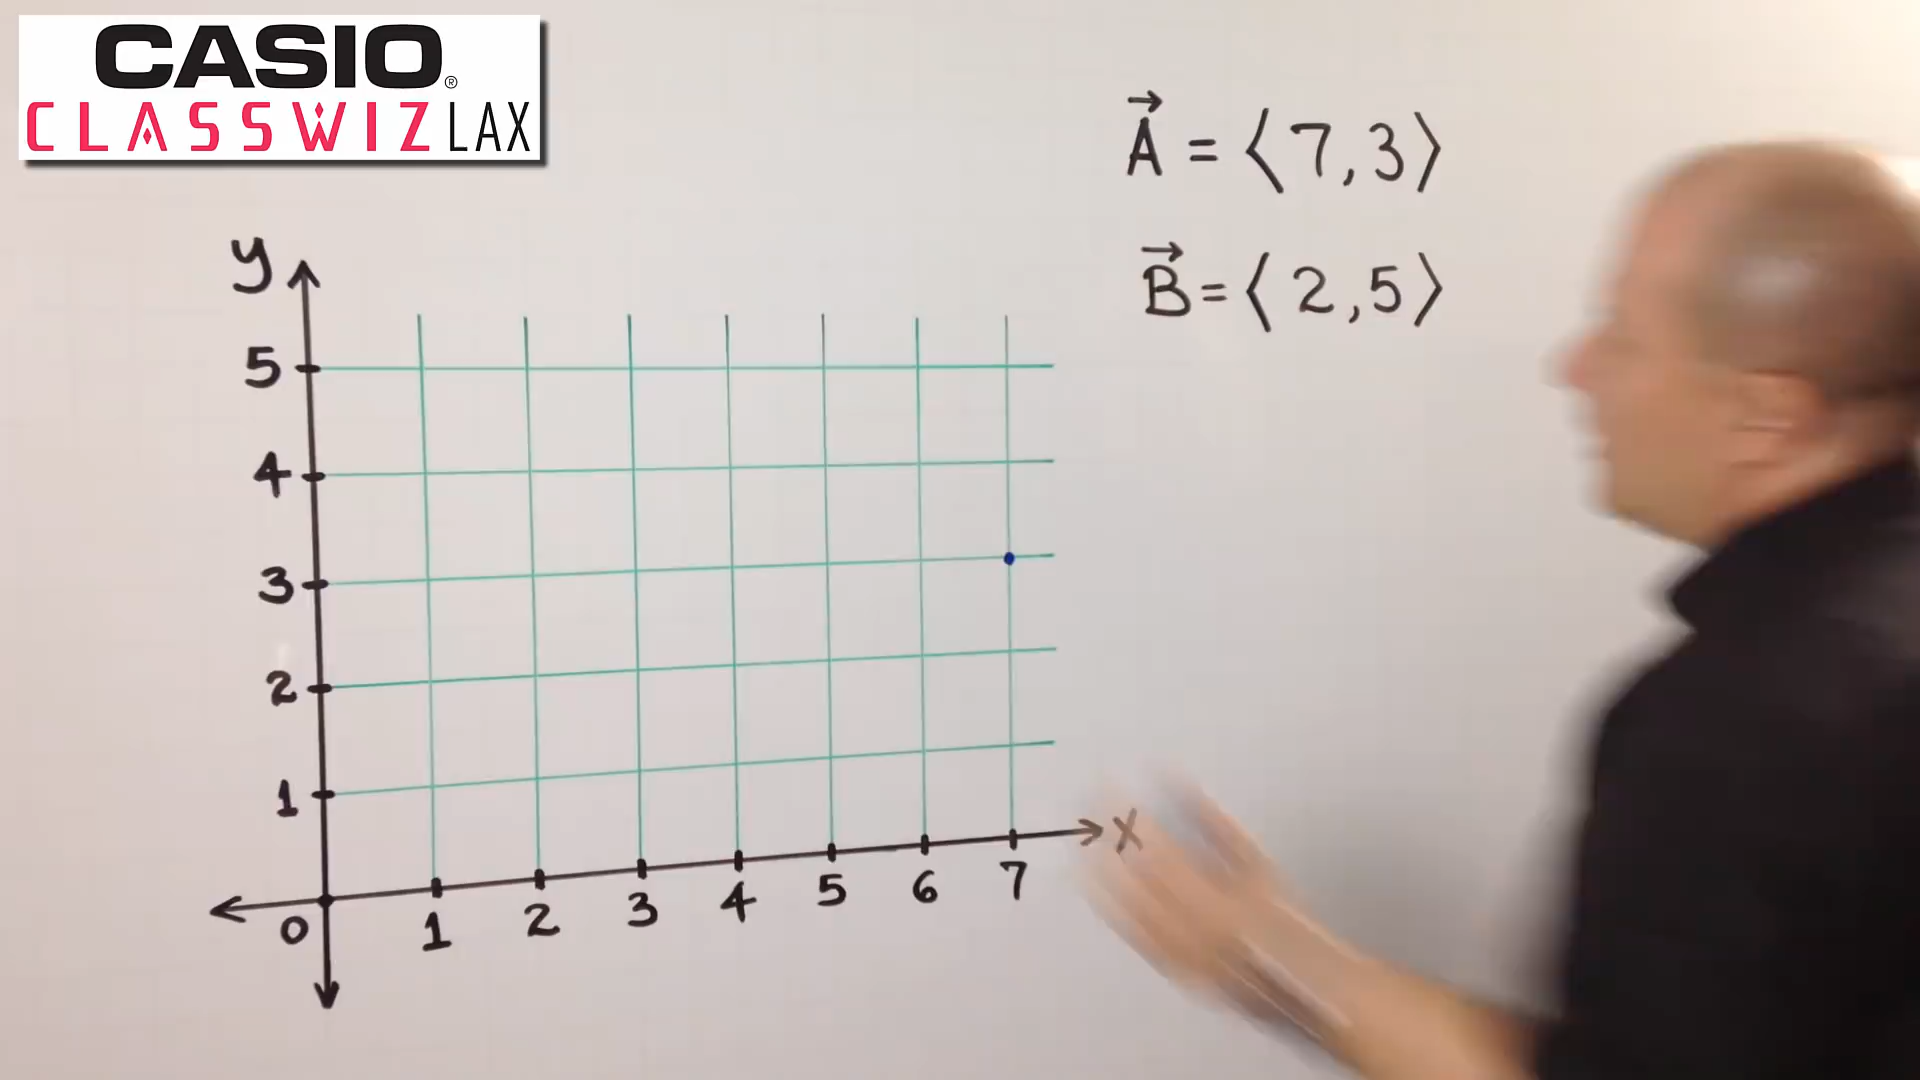 CASIO®
CLASSWIZ LAX
A⃗ = ⟨7,3⟩
B⃗ = ⟨2,5⟩
y
5
4
3
2
1
0 1 2 3 4 5 6 7
x